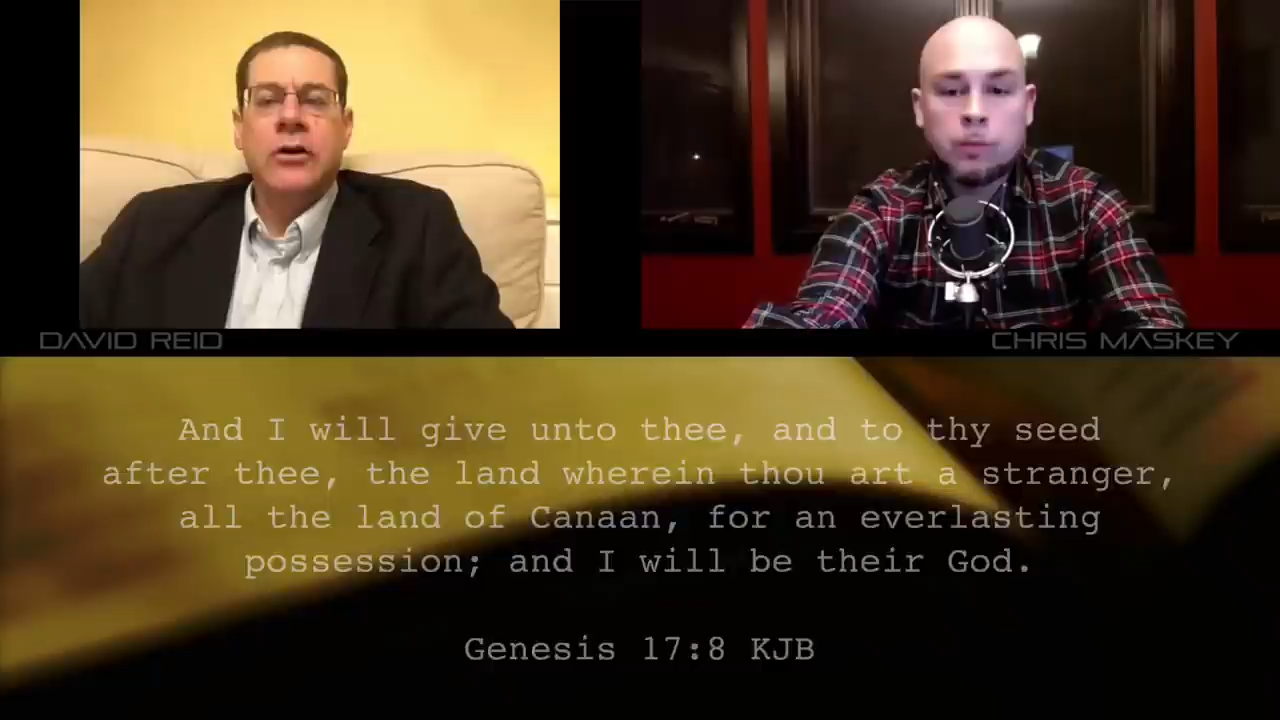 DAVID REID
CHRIS MASKEY
And I will give unto thee, and to thy seed
after thee, the land wherein thou art a stranger,
all the land of Canaan, for an everlasting
possession; and I will be their God.
Genesis 17:8 KJB